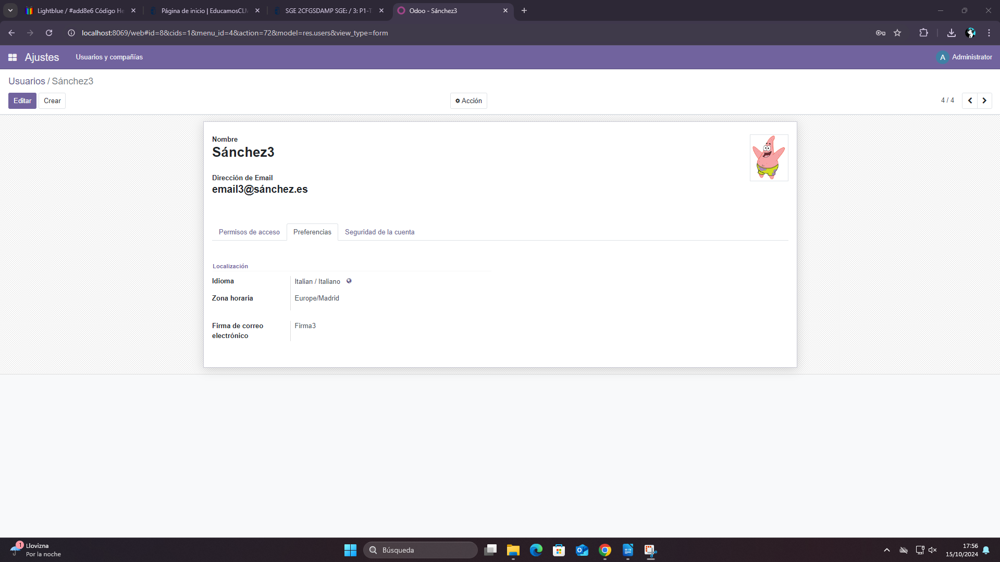 Lightblue / #add8e6 Código He
Página de inicio | EducamosCLM
SGE 2CFGSDAMP SGE: / 3: P1-T
Odoo - Sánchez3
localhost:8069/web#id=8&cids=1&menu_id=4&action=72&model=res.users&view_type=form
Ajustes
Usuarios y compañías
A
Administrator
Usuarios / Sánchez3
Editar
Crear
Acción
4 / 4
Nombre
Sánchez3
Dirección de Email
email3@sánchez.es
Permisos de acceso
Preferencias
Seguridad de la cuenta
Localización
Idioma
Italian / Italiano
Zona horaria
Europe/Madrid
Firma de correo
electrónico
Firma3
1
Llovizna
Por la noche
Búsqueda
17:56
15/10/2024